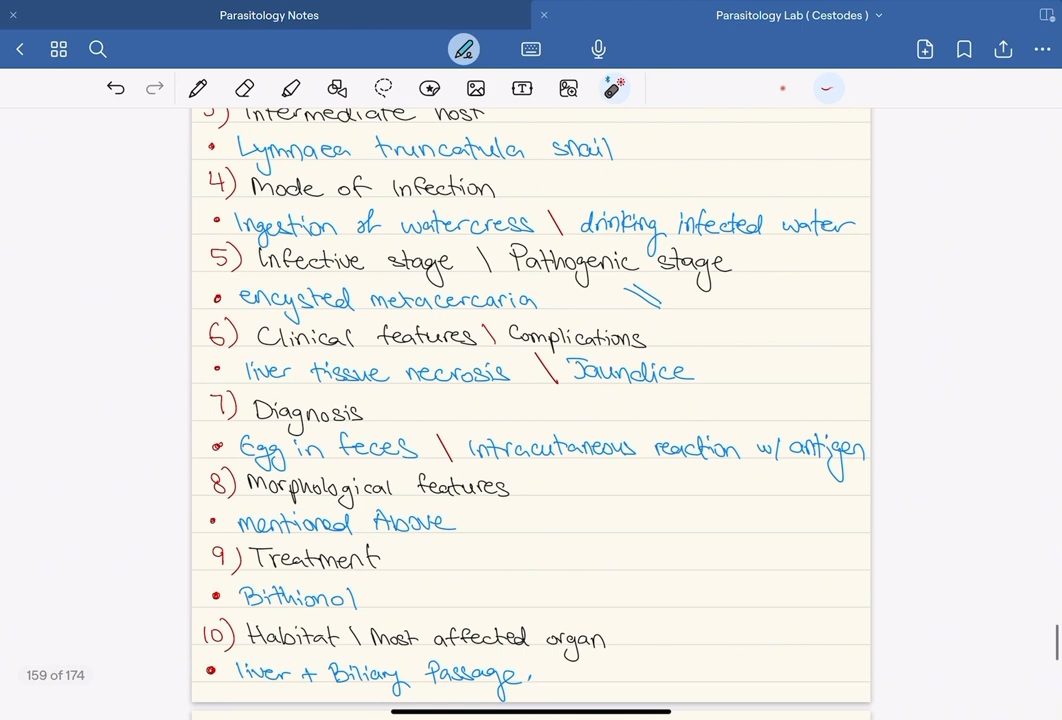 Parasitology Notes
Parasitology Lab ( Cestodes )
3) Intermediate host
• Lymnaea truncatula snail
4) Mode of Infection
• Ingestion of watercress \ drinking infected water
5) Infective stage \ Pathogenic stage
• encysted metacercaria \\
6) Clinical features \ Complications
• liver tissue necrosis \ Jaundice
7) Diagnosis
• Egg in feces \ Intracutaneous reaction w/ antigen
8) Morphological features
• mentioned Above
9) Treatment
• Bithionol
10) Habitat \ Most affected organ
• liver + Biliary Passage.
159 of 174